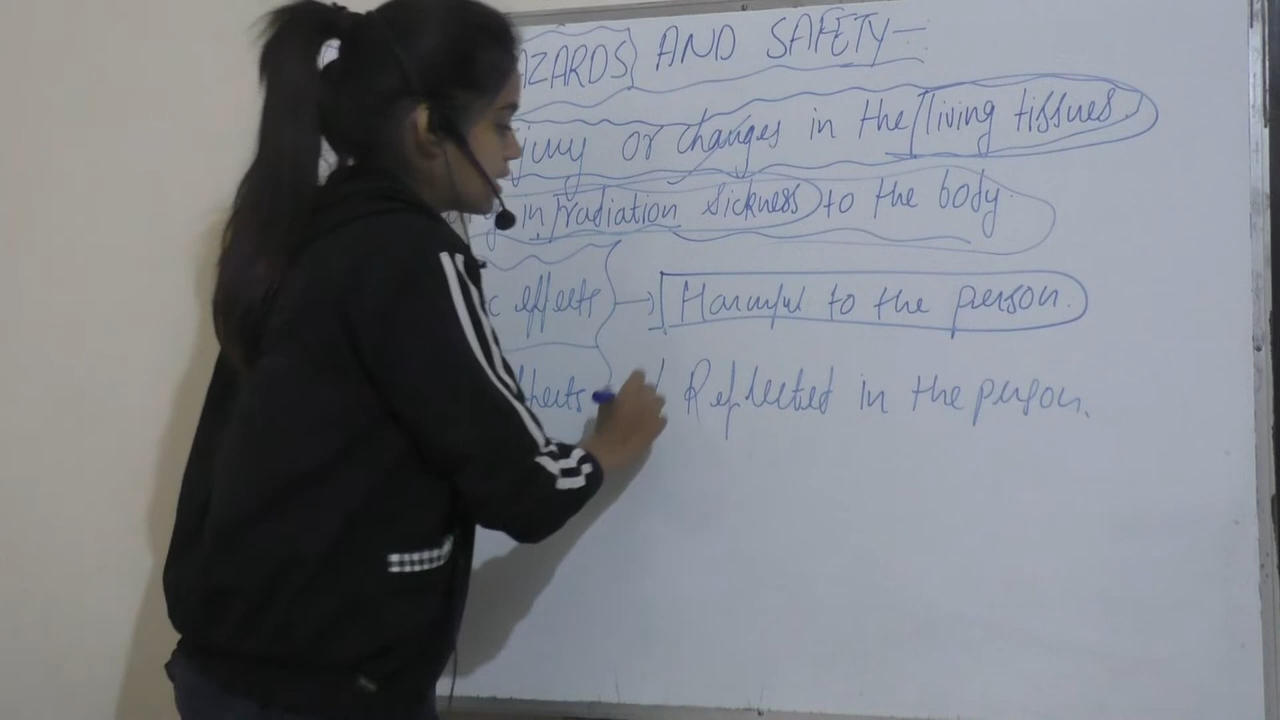 AZARDS AND SAFETY-
jury or changes in the living tissues.
in radiation sickness to the body.
c effects → Harmful to the person.
ffects Reflected in the person.